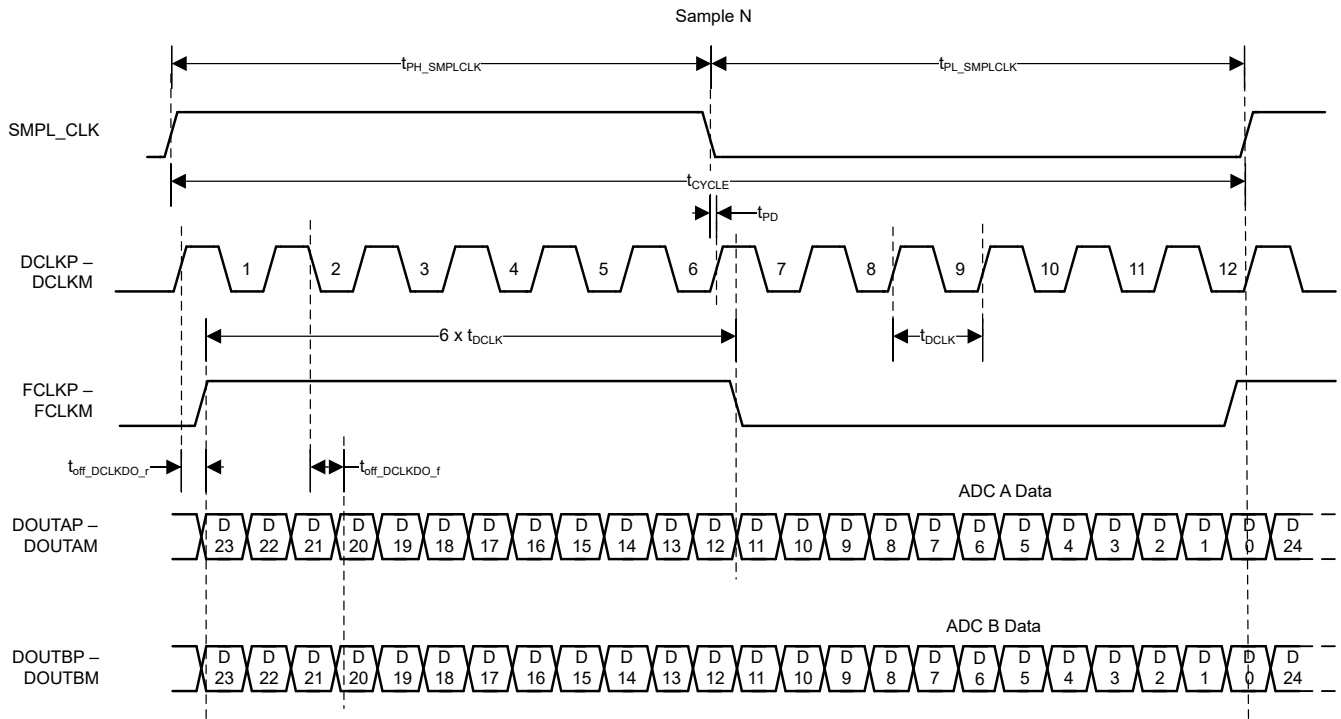 Sample N
tPH_SMPLCLK
tPL_SMPLCLK
SMPL_CLK
tCYCLE
tPD
DCLKP –
DCLKM
1 2 3 4 5 6 7 8 9 10 11 12
6 x tDCLK
tDCLK
FCLKP –
FCLKM
toff_DCLKDO_r
toff_DCLKDO_f
ADC A Data
DOUTAP –
DOUTAM
D D D D D D D D D D D D D D D D D D D D D D D D D
23 22 21 20 19 18 17 16 15 14 13 12 11 10 9 8 7 6 5 4 3 2 1 0 24
ADC B Data
DOUTBP –
DOUTBM
D D D D D D D D D D D D D D D D D D D D D D D D D
23 22 21 20 19 18 17 16 15 14 13 12 11 10 9 8 7 6 5 4 3 2 1 0 24